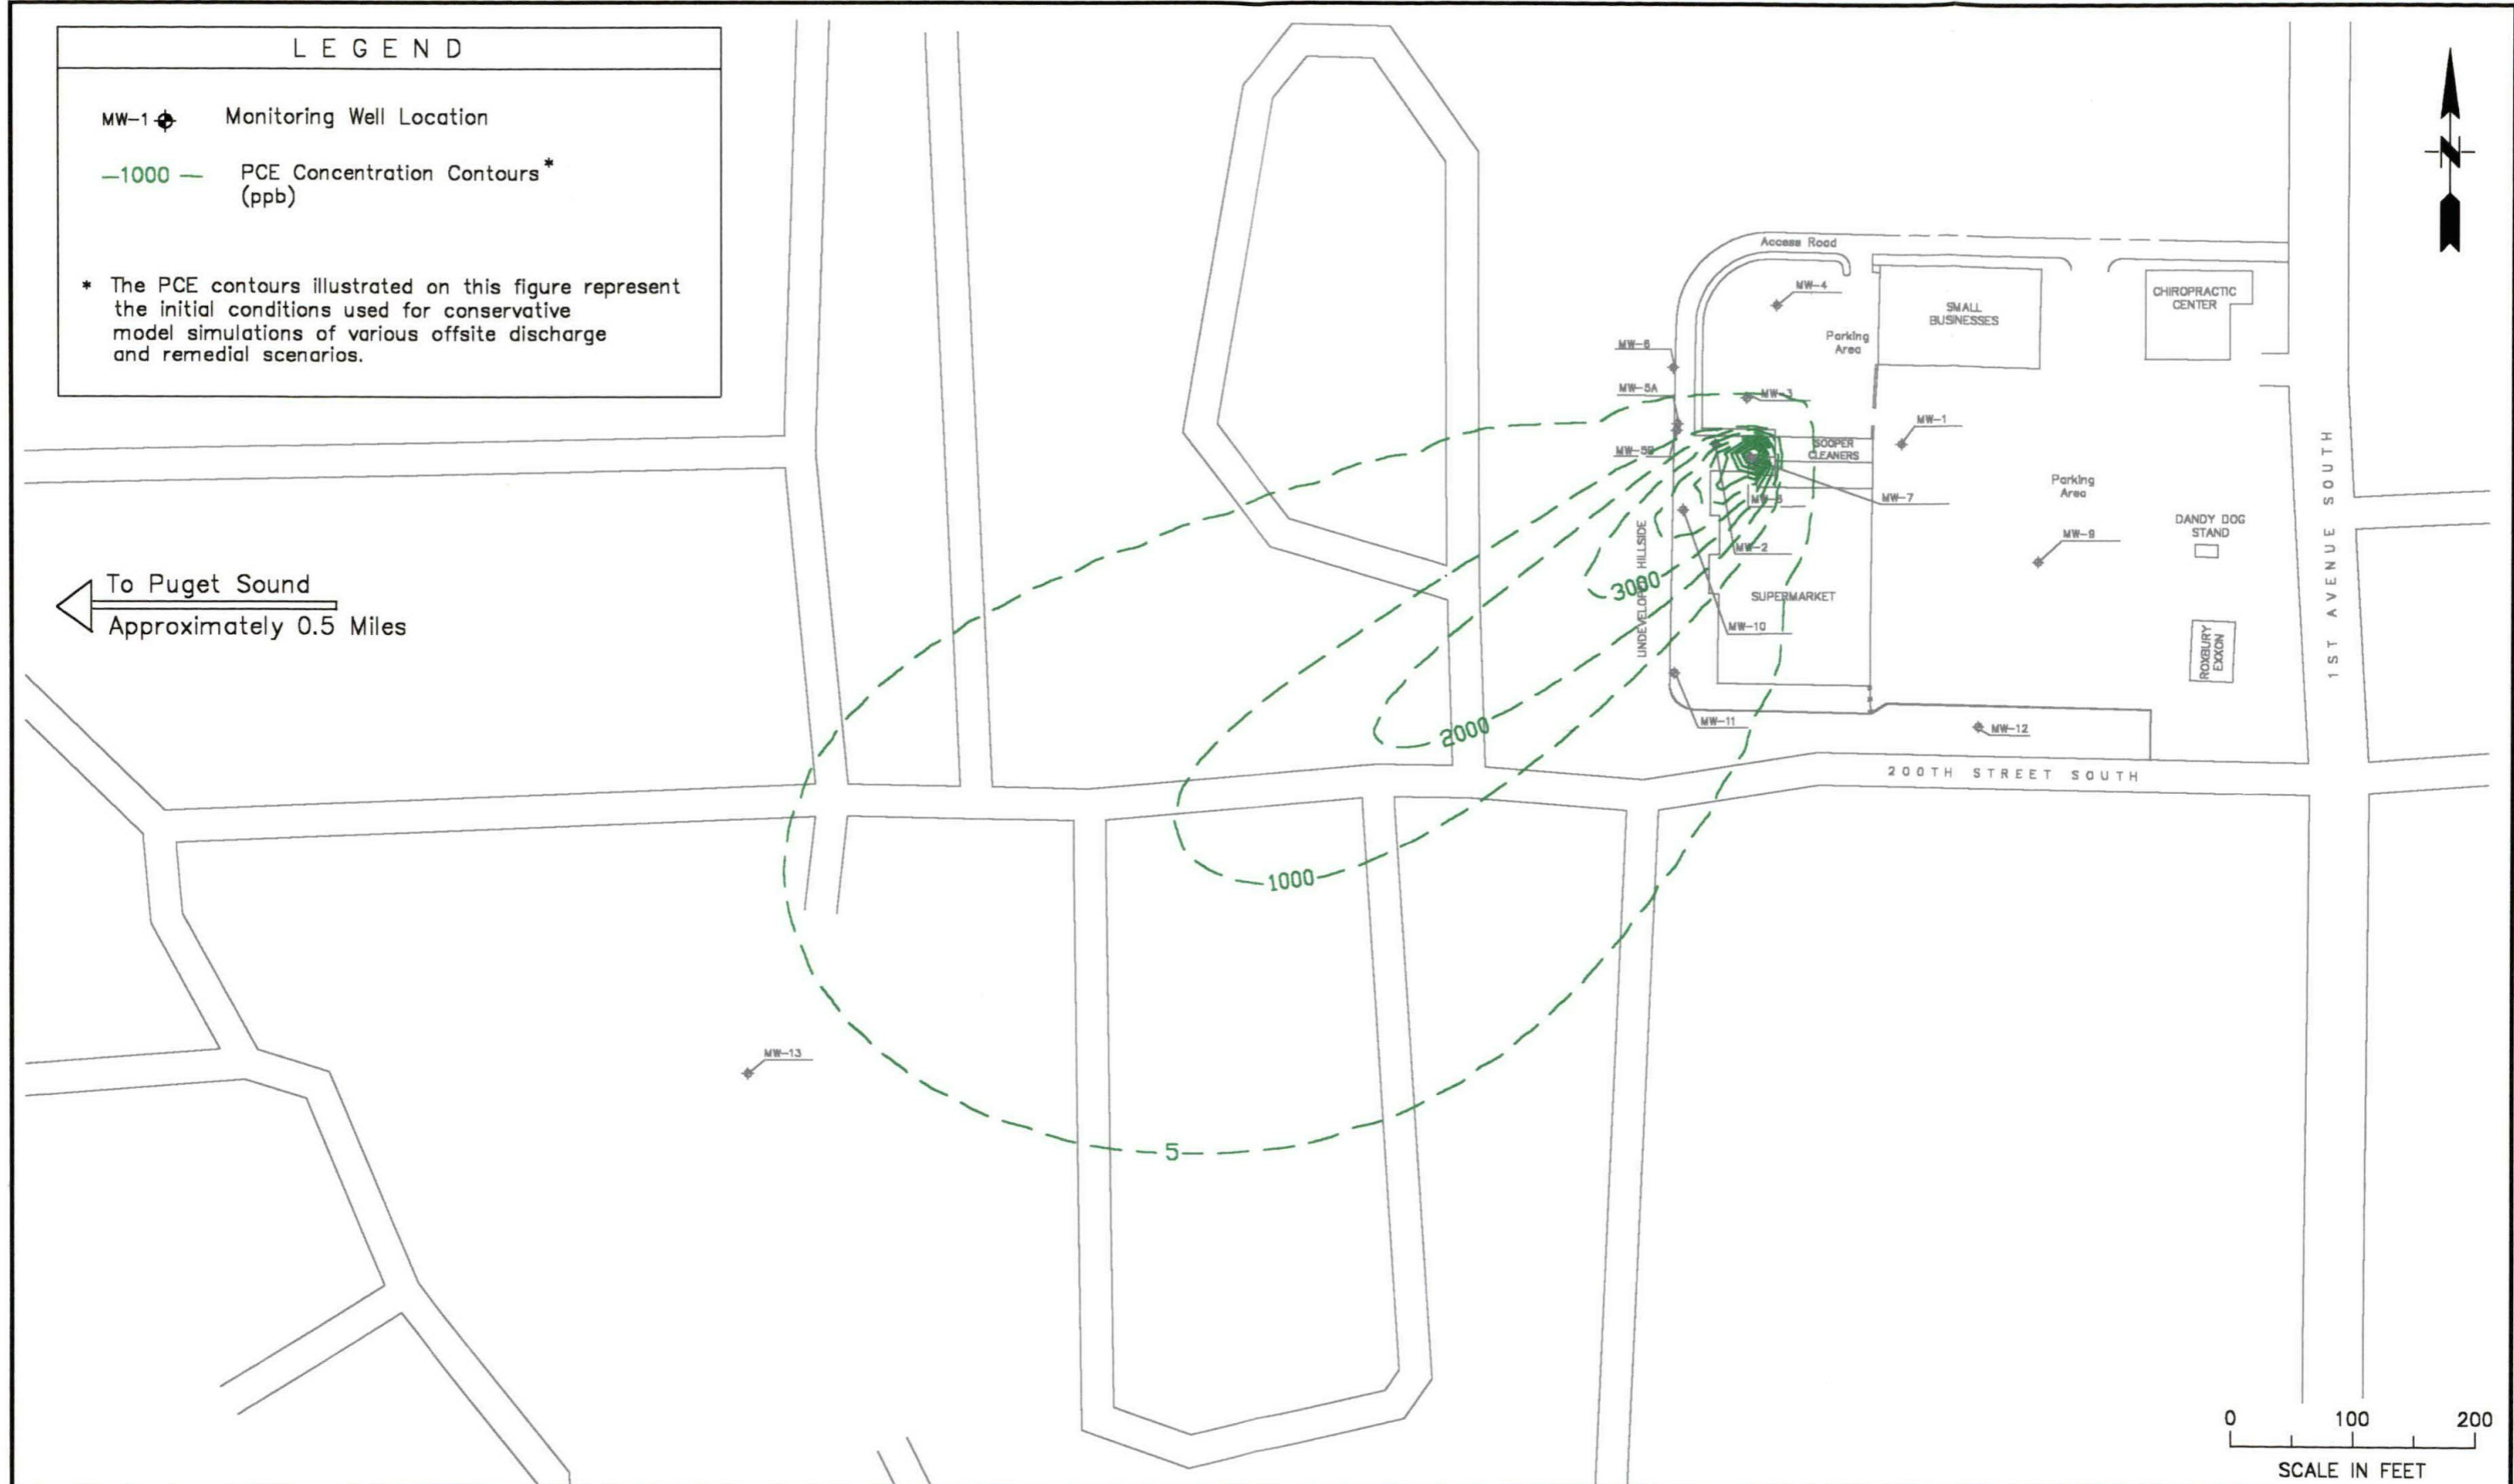 LEGEND
MW-1 Monitoring Well Location
—1000 — PCE Concentration Contours*
(ppb)
* The PCE contours illustrated on this figure represent
the initial conditions used for conservative
model simulations of various offsite discharge
and remedial scenarios.
N
Access Road
MW-4
SMALL
BUSINESSES
CHIROPRACTIC
CENTER
Parking
Area
MW-6
MW-5A
MW-3
MW-1
SOOPER
CLEANERS
MW-5B
Parking
Area
MW-7
DANDY DOG
STAND
MW-9
1ST AVENUE SOUTH
MW-2
3000
UNDEVELOPED HILLSIDE
SUPERMARKET
To Puget Sound
Approximately 0.5 Miles
MW-10
ROXBURY
EXXON
MW-11
MW-12
2000
200TH STREET SOUTH
1000
MW-13
5
0 100 200
SCALE IN FEET